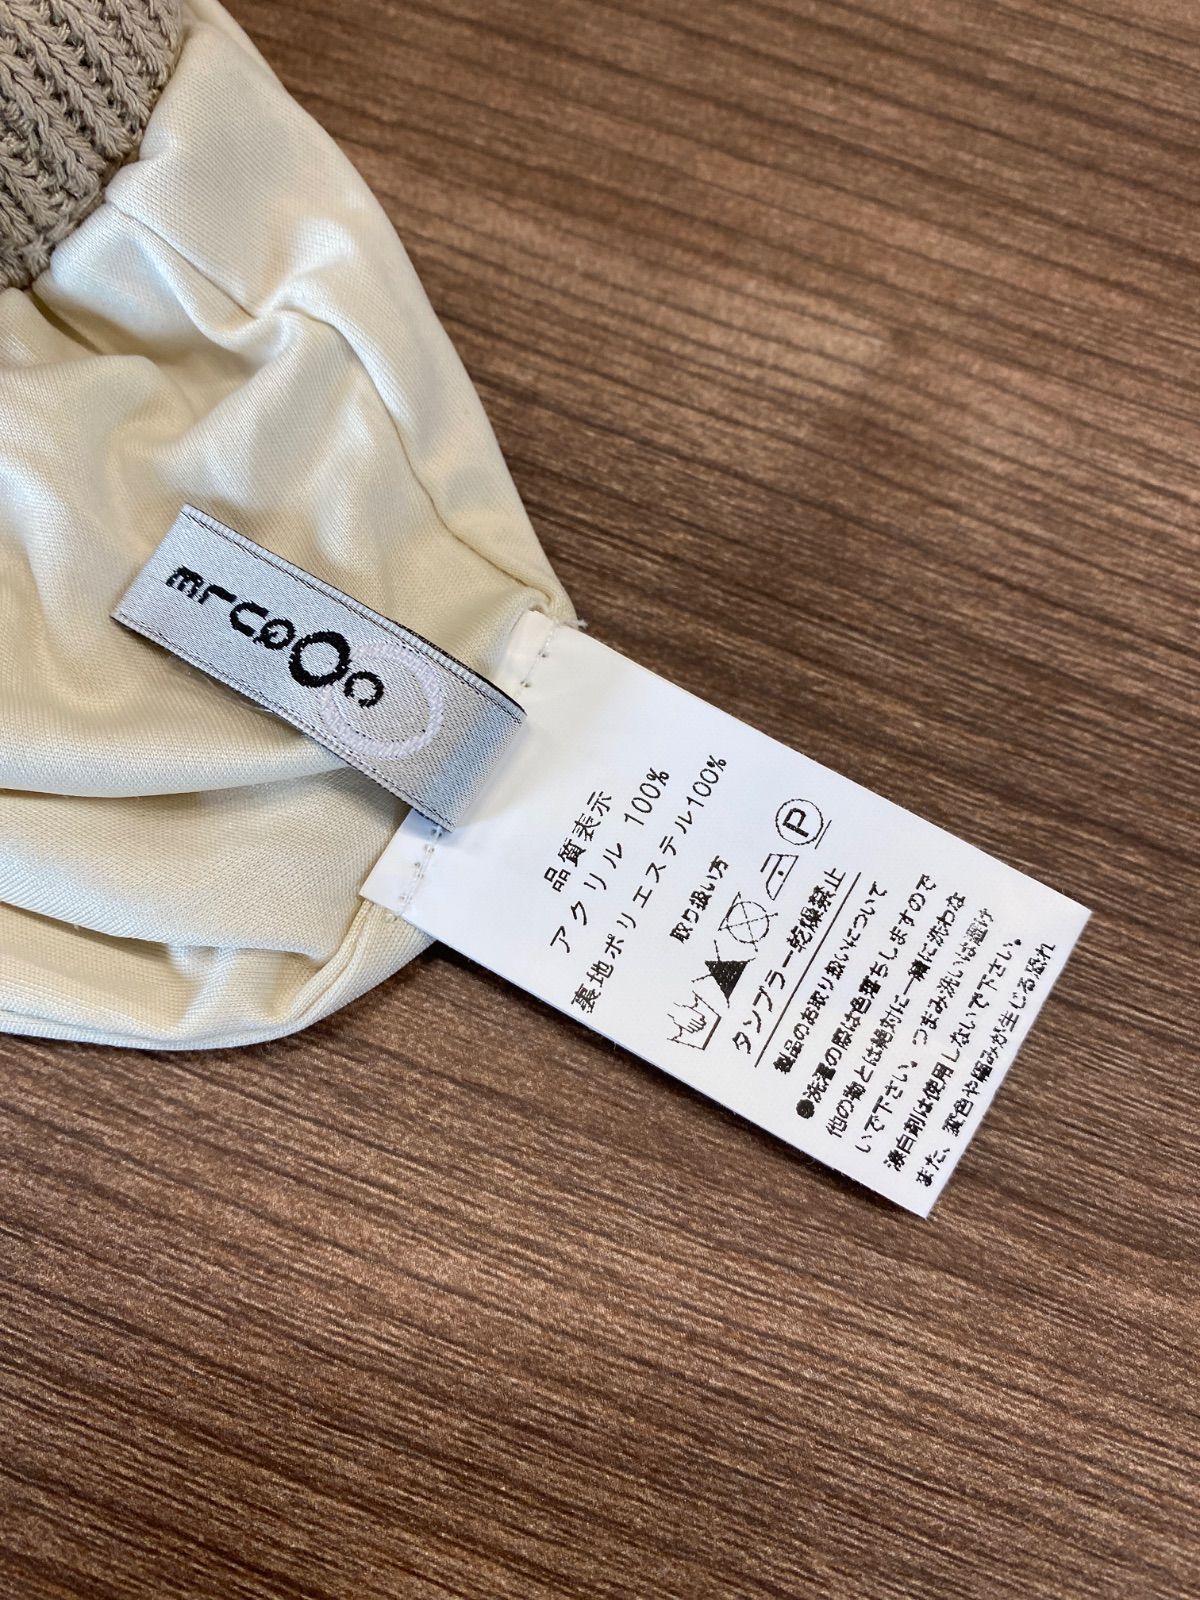 mruq8c
品質表示
アクリル 100%
裏地ポリエステル100%
取り扱い方
P
タンブラー乾燥禁止
製品のお取り扱いについて
●洗濯の際は色落ちしますので
他の物とは絶対に一緒に洗わな
いで下さい。つまみ洗いは避け
漂白剤は使用しないで下さい。
また、変色や縮みが生じる恐れ